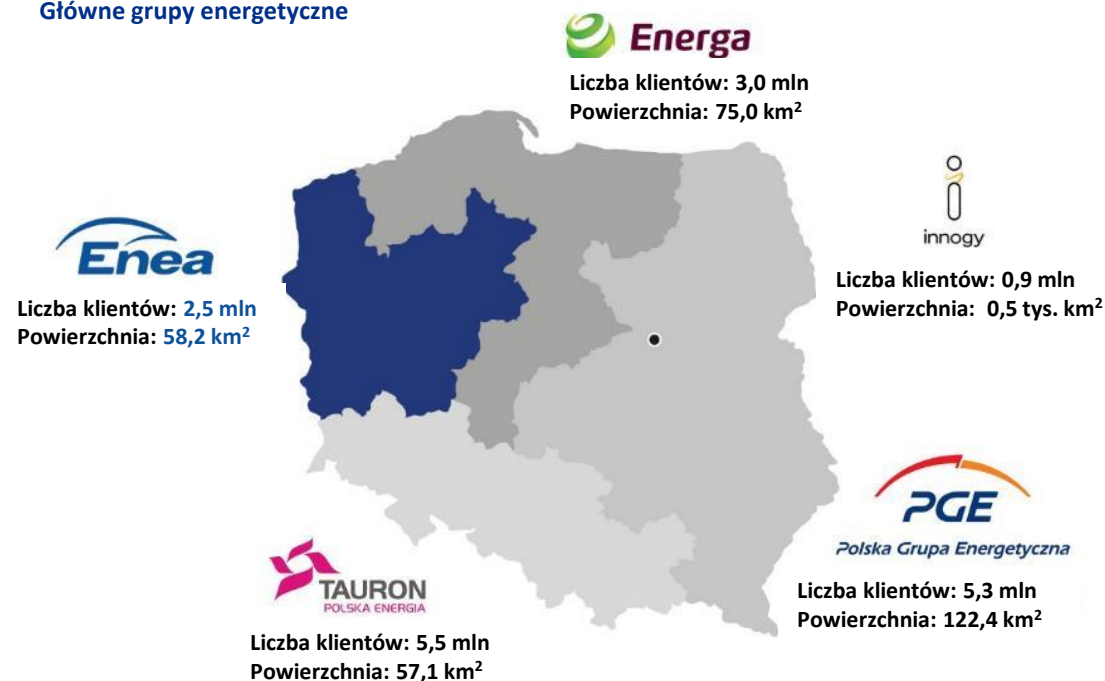 Główne grupy energetyczne
Energa
Liczba klientów: 3,0 mln
Powierzchnia: 75,0 km²
innogy
Liczba klientów: 0,9 mln
Powierzchnia: 0,5 tys. km²
Enea
Liczba klientów: 2,5 mln
Powierzchnia: 58,2 km²
PGE
Polska Grupa Energetyczna
Liczba klientów: 5,3 mln
Powierzchnia: 122,4 km²
TAURON
POLSKA ENERGIA
Liczba klientów: 5,5 mln
Powierzchnia: 57,1 km²